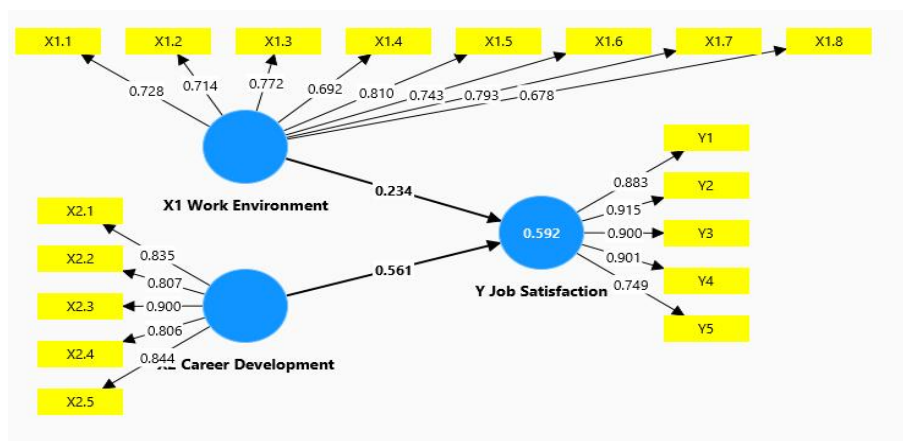 X1.1 X1.2 X1.3 X1.4 X1.5 X1.6 X1.7 X1.8
0.728 0.714 0.772 0.692 0.810 0.743 0.793 0.678
X1 Work Environment
0.234
X2.1
X2.2
X2.3
X2.4
X2.5
0.835
0.807
0.900
0.806
0.844
X2 Career Development
0.561
0.592
Y Job Satisfaction
0.883
0.915
0.900
0.901
0.749
Y1
Y2
Y3
Y4
Y5